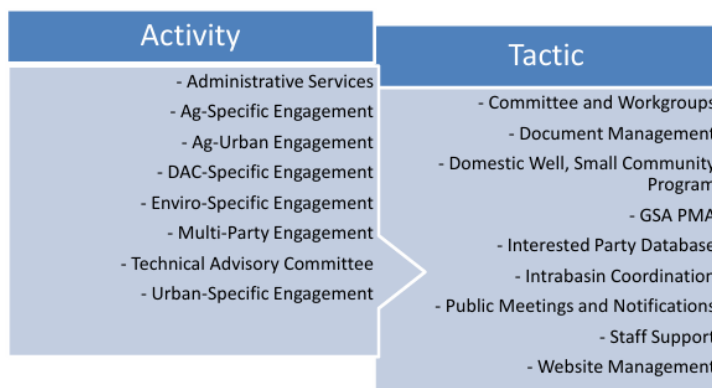 Activity
- Administrative Services
- Ag-Specific Engagement
- Ag-Urban Engagement
- DAC-Specific Engagement
- Enviro-Specific Engagement
- Multi-Party Engagement
- Technical Advisory Committee
- Urban-Specific Engagement
Tactic
- Committee and Workgroups
- Document Management
- Domestic Well, Small Community
Program
- GSA PMA
- Interested Party Database
- Intrabasin Coordination
- Public Meetings and Notifications
- Staff Support
- Website Management